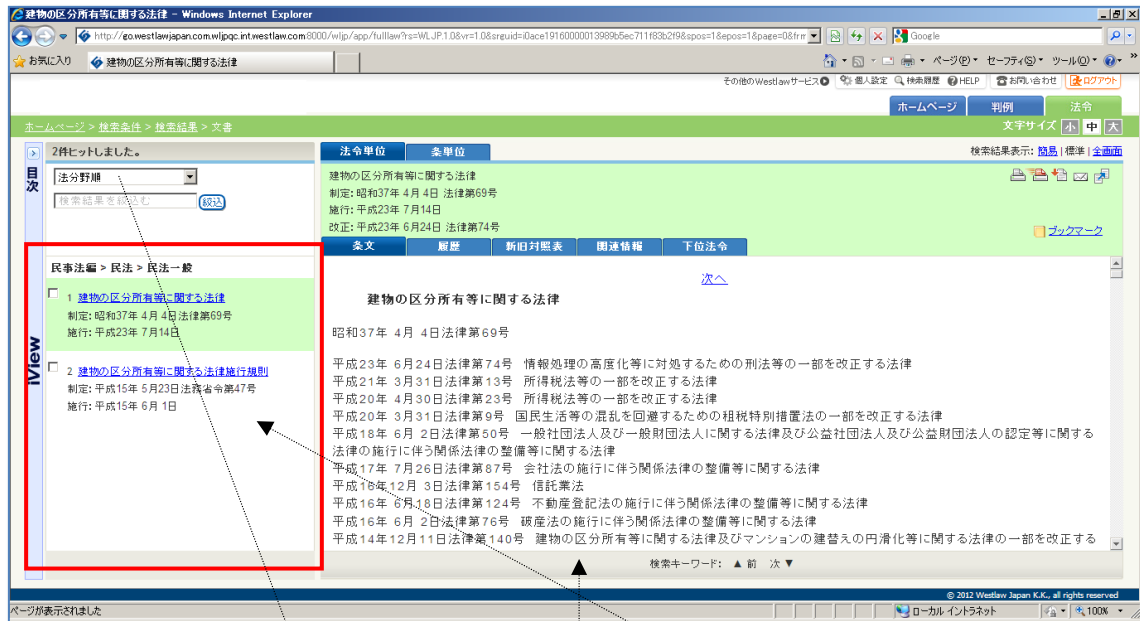 建物の区分所有等に関する法律 - Windows Internet Explorer
Google
お気に入り 建物の区分所有等に関する法律
ページ(P) セーフティ(S) ツール(O)
その他のWestlawサービス 個人設定 検索履歴 HELP お問い合わせ ログアウト
ホームページ 判例 法令
ホームページ > 検索条件 > 検索結果 > 文書
文字サイズ 小 中 大
目次
2件ヒットしました。
法令単位 条単位
検索結果表示: 簡易 | 標準 | 全画面
法分野順
検索結果を絞り込む 絞込
建物の区分所有等に関する法律
制定: 昭和37年 4月 4日 法律第69号
施行: 平成23年 7月14日
改正: 平成23年 6月24日 法律第74号
ブックマーク
条文 履歴 新旧対照表 関連情報 下位法令
iView
民事法編 > 民法 > 民法一般
1 建物の区分所有等に関する法律
制定: 昭和37年 4月 4日法律第69号
施行: 平成23年 7月14日
2 建物の区分所有等に関する法律施行規則
制定: 平成15年 5月23日法務省令第47号
施行: 平成15年 6月 1日
次へ
建物の区分所有等に関する法律
昭和37年 4月 4日法律第69号
平成23年 6月24日法律第74号 情報処理の高度化等に対処するための刑法等の一部を改正する法律
平成21年 3月31日法律第13号 所得税法等の一部を改正する法律
平成20年 4月30日法律第23号 所得税法等の一部を改正する法律
平成20年 3月31日法律第9号 国民生活等の混乱を回避するための租税特別措置法の一部を改正する法律
平成18年 6月 2日法律第50号 一般社団法人及び一般財団法人に関する法律及び公益社団法人及び公益財団法人の認定等に関する
法律の施行に伴う関係法律の整備等に関する法律
平成17年 7月26日法律第87号 会社法の施行に伴う関係法律の整備等に関する法律
平成16年12月 3日法律第154号 信託業法
平成16年 6月18日法律第124号 不動産登記法の施行に伴う関係法律の整備等に関する法律
平成16年 6月 2日法律第76号 破産法の施行に伴う関係法律の整備等に関する法律
平成14年12月11日法律第140号 建物の区分所有等に関する法律及びマンションの建替えの円滑化等に関する法律の一部を改正する
検索キーワード: ▲ 前 次 ▼
© 2012 Westlaw Japan K.K., all rights reserved
ページが表示されました ローカル イントラネット 100%